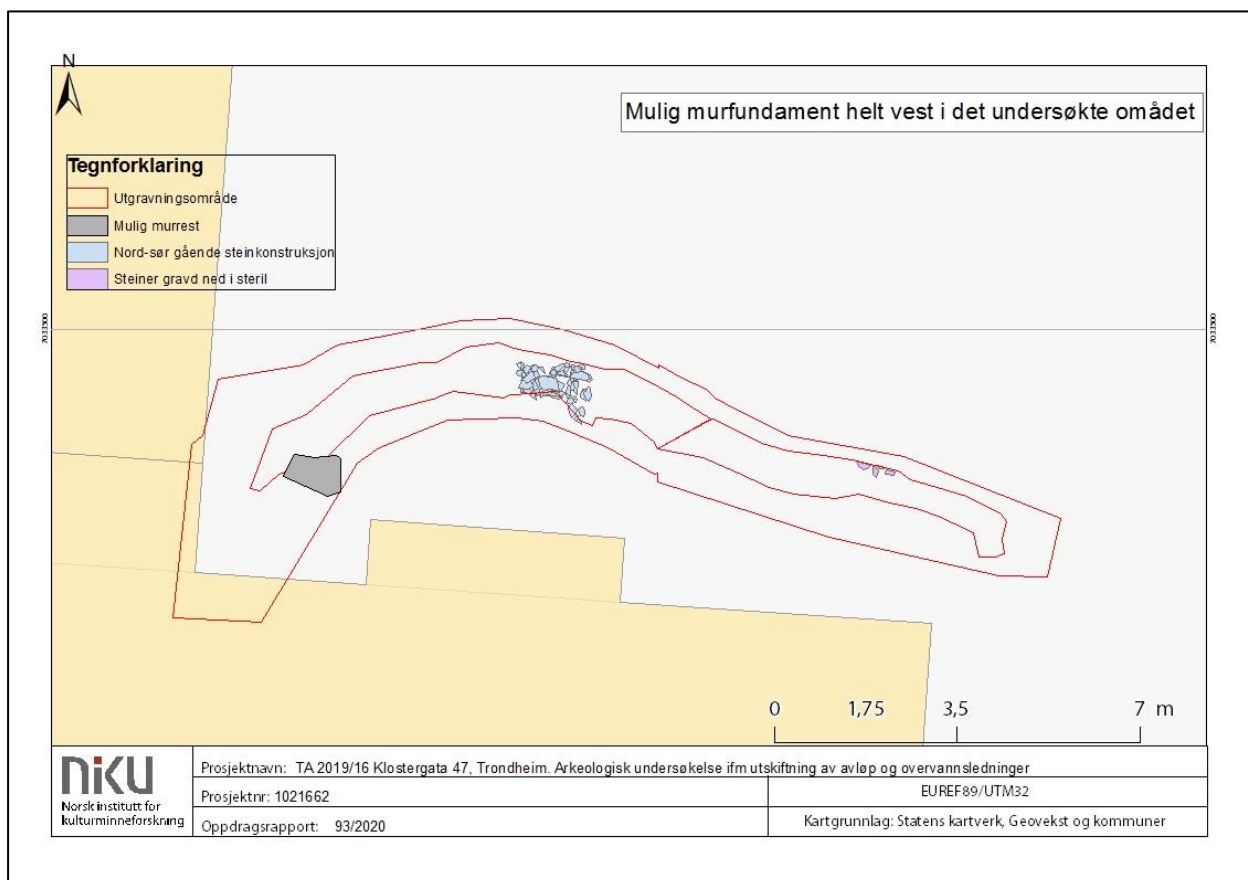 N
Mulig murfundament helt vest i det undersøkte området
Tegnforklaring
Utgravningsområde
Mulig murrest
Nord-sør gående steinkonstruksjon
Steiner gravd ned i steril
7033500
7033500
0 1,75 3,5 7 m
niku
Norsk institutt for
kulturminneforskning
Prosjektnavn: TA 2019/16 Klostergata 47, Trondheim. Arkeologisk undersøkelse ifm utskiftning av avløp og overvannsledninger
Prosjektnr: 1021662
EUREF89/UTM32
Oppdragsrapport: 93/2020
Kartgrunnlag: Statens kartverk, Geovekst og kommuner